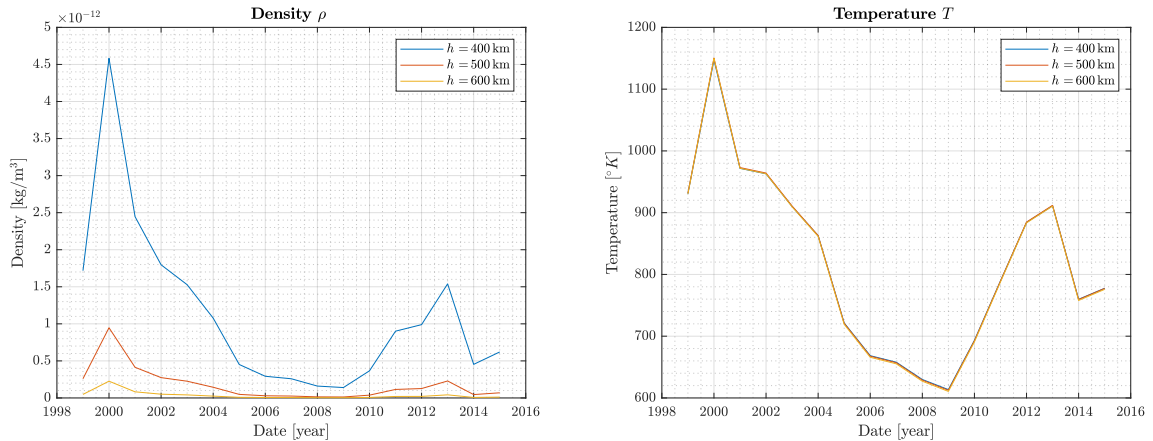 Density ρ
×10⁻¹²
5
4.5
4
3.5
3
2.5
2
1.5
1
0.5
0
Density [kg/m³]
h = 400 km
h = 500 km
h = 600 km
1998 2000 2002 2004 2006 2008 2010 2012 2014 2016
Date [year]
Temperature T
1200
1100
1000
900
800
700
600
Temperature [°K]
h = 400 km
h = 500 km
h = 600 km
1998 2000 2002 2004 2006 2008 2010 2012 2014 2016
Date [year]